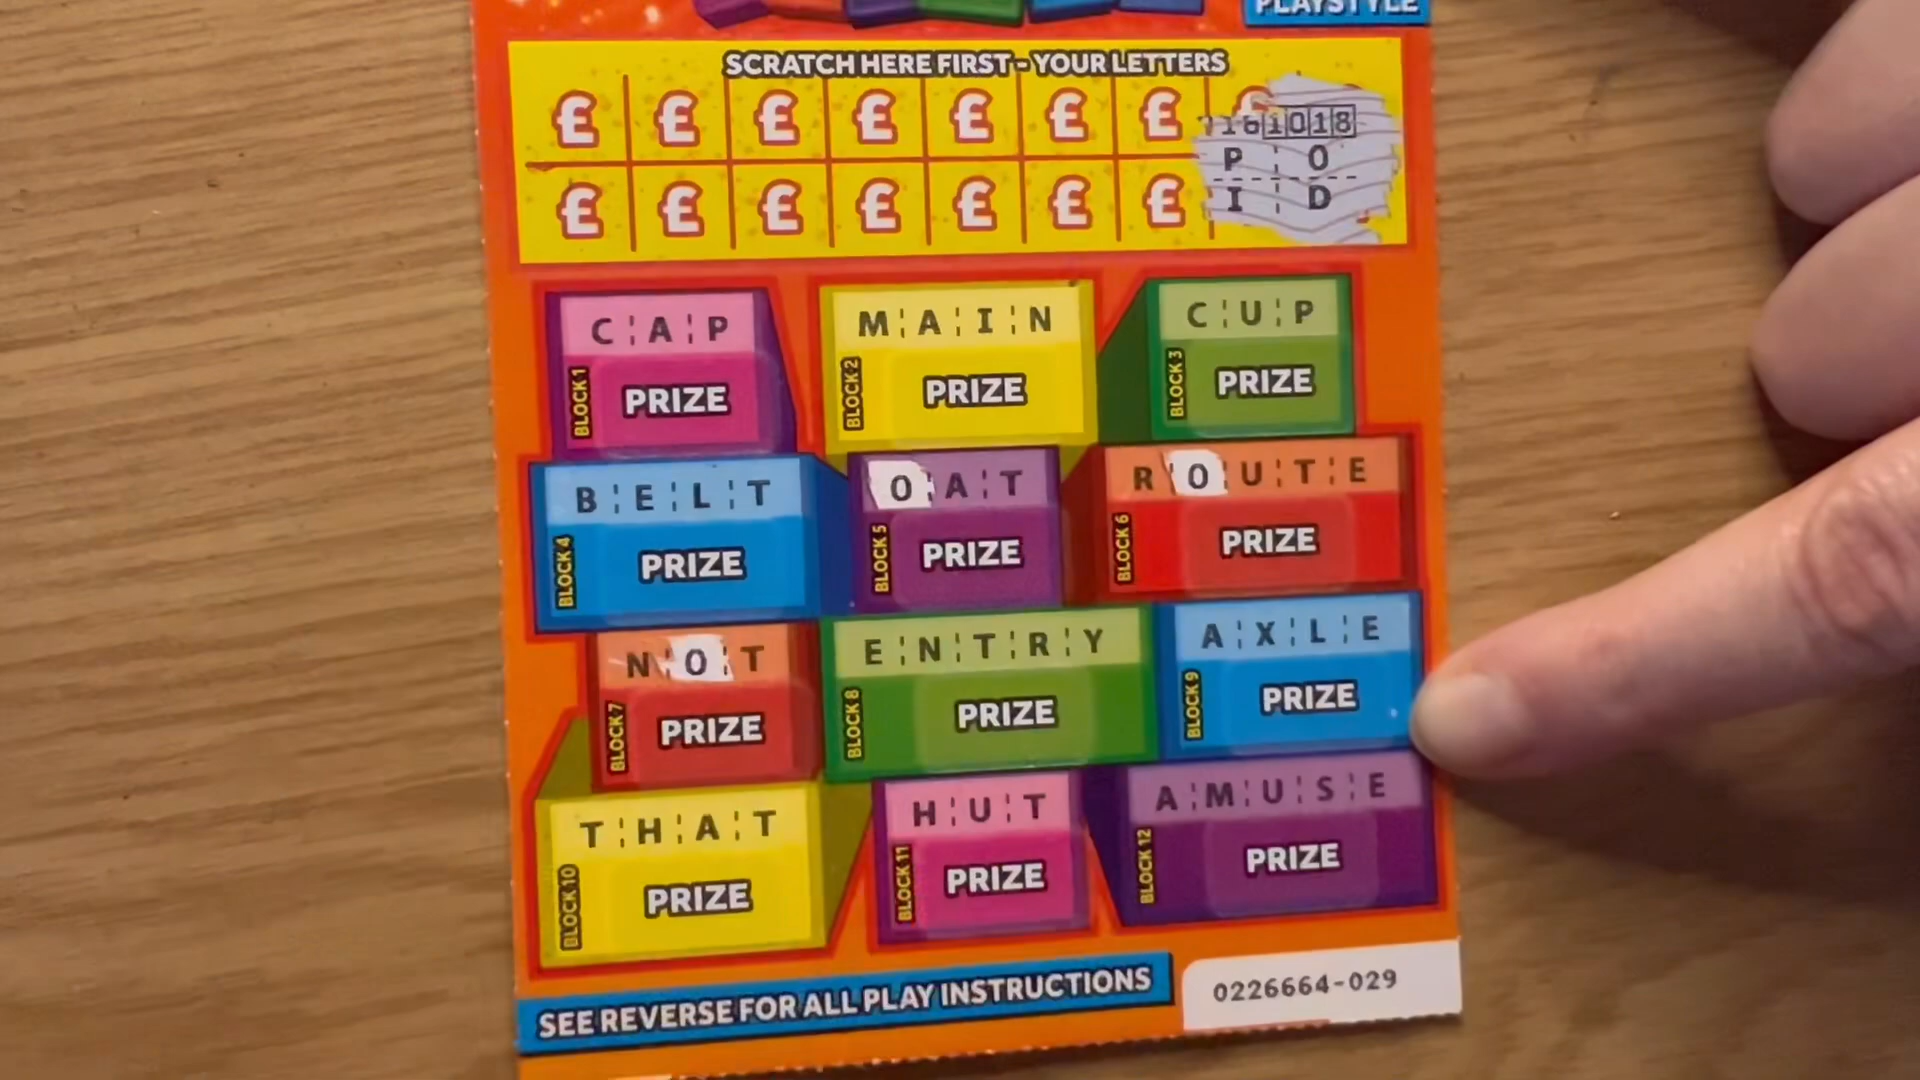 PLAYSTYLE
SCRATCH HERE FIRST - YOUR LETTERS
£ £ £ £ £ £ £
161018
P O
£ £ £ £ £ £ £ I D
C A P
BLOCK 1
PRIZE
M A I N
BLOCK 2
PRIZE
C U P
BLOCK 3
PRIZE
B E L T
BLOCK 4
PRIZE
O A T
BLOCK 5
PRIZE
R O U T E
BLOCK 6
PRIZE
N O T
BLOCK 7
PRIZE
E N T R Y
BLOCK 8
PRIZE
A X L E
BLOCK 9
PRIZE
T H A T
BLOCK 10
PRIZE
H U T
BLOCK 11
PRIZE
A M U S E
BLOCK 12
PRIZE
SEE REVERSE FOR ALL PLAY INSTRUCTIONS
0226664-029